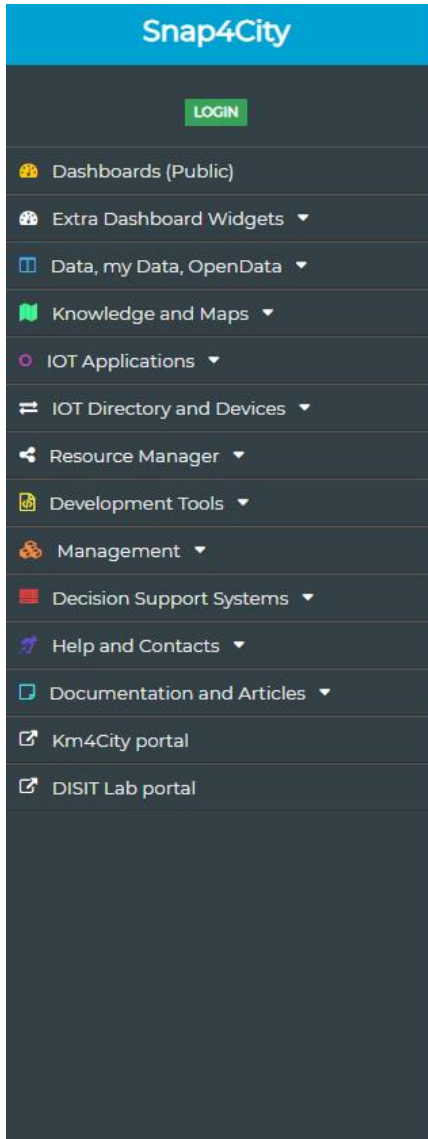 Snap4City
LOGIN
Dashboards (Public)
Extra Dashboard Widgets
Data, my Data, OpenData
Knowledge and Maps
IOT Applications
IOT Directory and Devices
Resource Manager
Development Tools
Management
Decision Support Systems
Help and Contacts
Documentation and Articles
Km4City portal
DISIT Lab portal